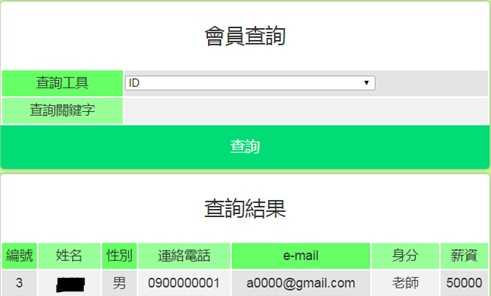 會員查詢
查詢工具 ID
查詢關鍵字
查詢
查詢結果
編號 姓名 性別 連絡電話 e-mail 身分 薪資
3 男 0900000001 a0000@gmail.com 老師 50000